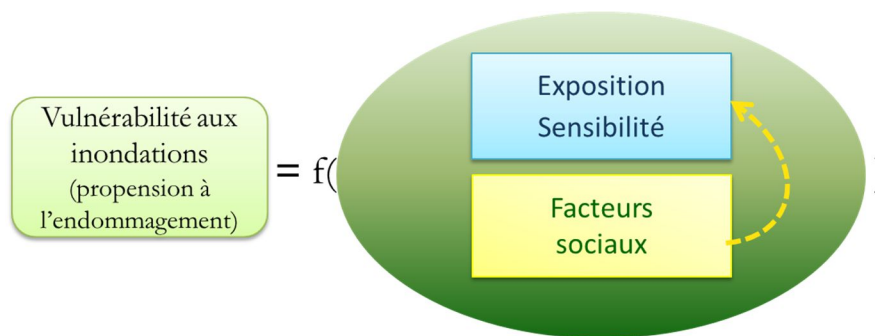 Vulnérabilité aux
inondations
(propension à
l'endommagement)
= f(
Exposition
Sensibilité
Facteurs
sociaux
)